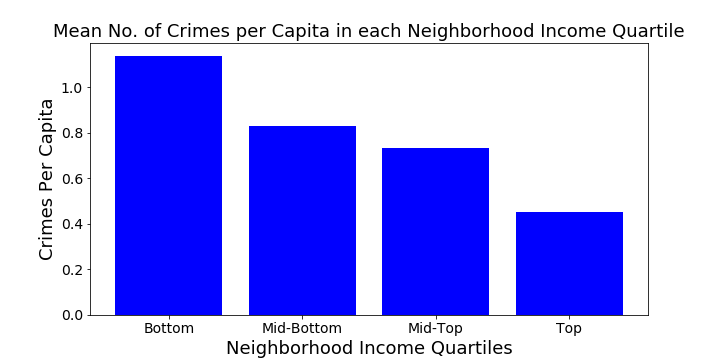 Mean No. of Crimes per Capita in each Neighborhood Income Quartile
Crimes Per Capita
1.0
0.8
0.6
0.4
0.2
0.0
Bottom Mid-Bottom Mid-Top Top
Neighborhood Income Quartiles